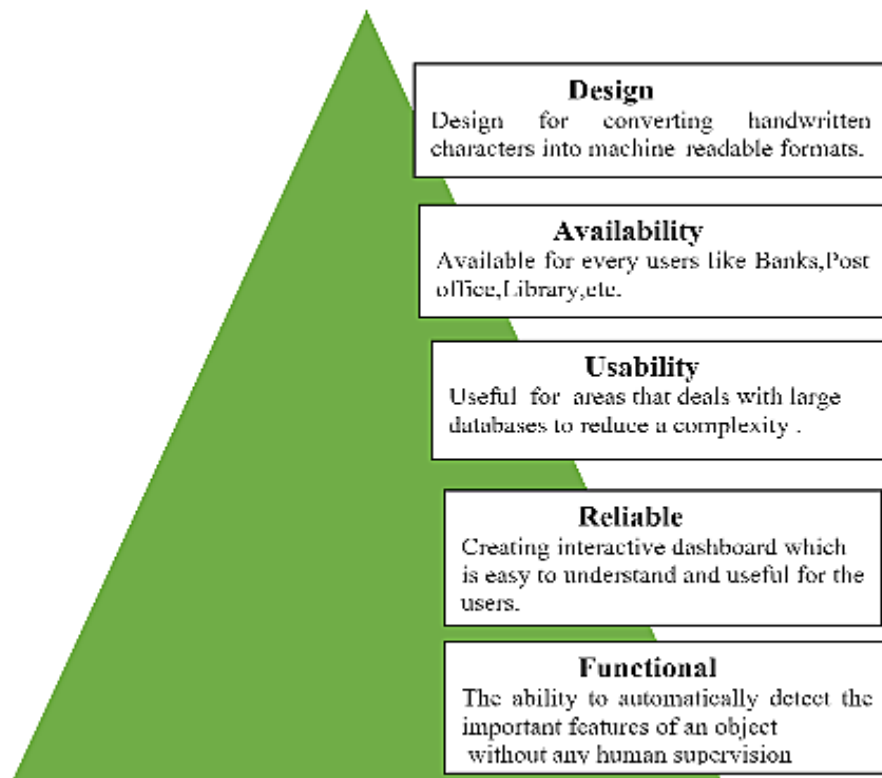 Design
Design for converting handwritten
characters into machine readable formats.
Availability
Available for every users like Banks,Post
office,Library,etc.
Usability
Useful for areas that deals with large
databases to reduce a complexity .
Reliable
Creating interactive dashboard which
is easy to understand and useful for the
users.
Functional
The ability to automatically detect the
important features of an object
without any human supervision